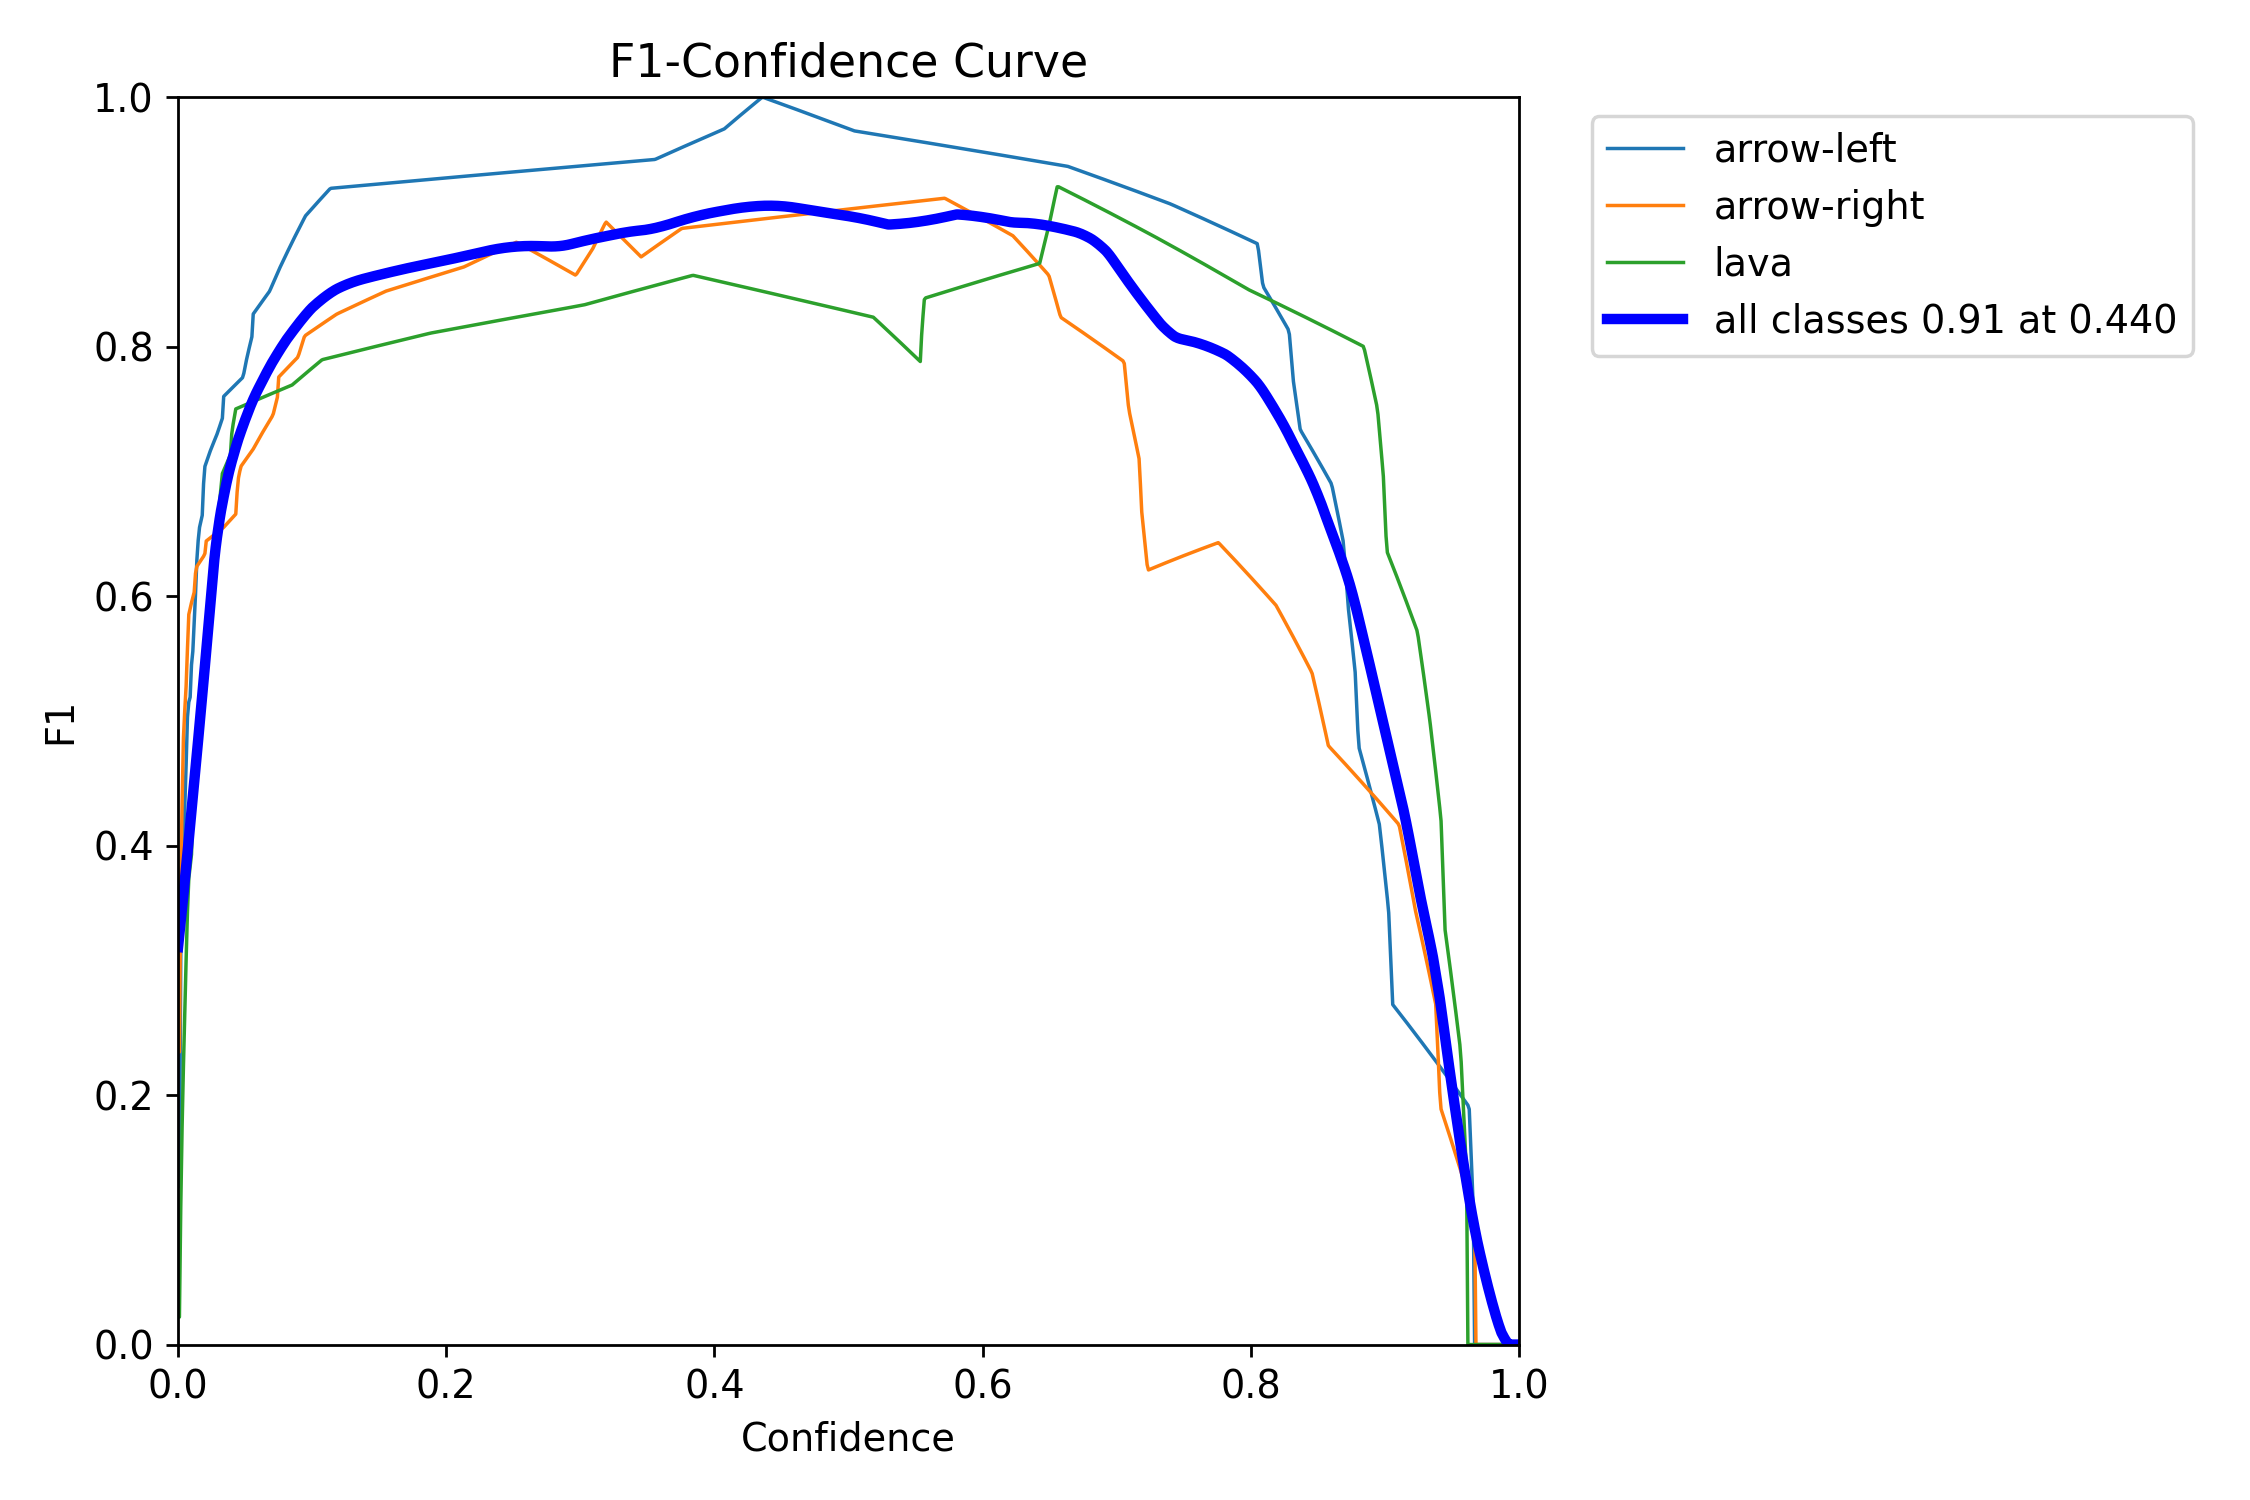 F1-Confidence Curve
1.0
0.8
0.6
0.4
0.2
0.0
F1
0.0 0.2 0.4 0.6 0.8 1.0
Confidence
arrow-left
arrow-right
lava
all classes 0.91 at 0.440